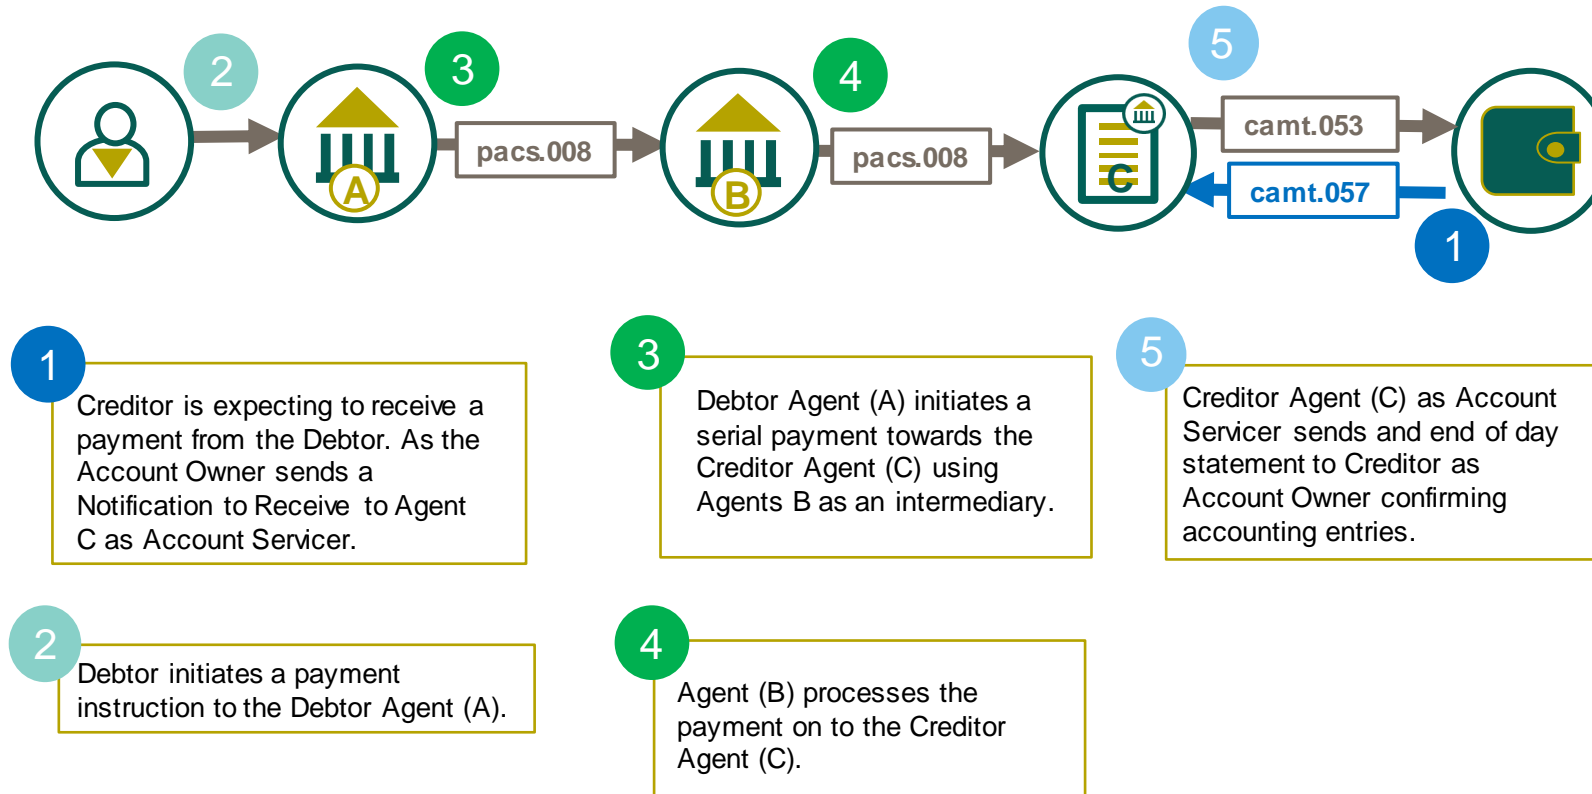 2
3
4
5
A
pacs.008
B
pacs.008
C
camt.053
camt.057
1
1
Creditor is expecting to receive a
payment from the Debtor. As the
Account Owner sends a
Notification to Receive to Agent
C as Account Servicer.
2
Debtor initiates a payment
instruction to the Debtor Agent (A).
3
Debtor Agent (A) initiates a
serial payment towards the
Creditor Agent (C) using
Agents B as an intermediary.
4
Agent (B) processes the
payment on to the Creditor
Agent (C).
5
Creditor Agent (C) as Account
Servicer sends and end of day
statement to Creditor as
Account Owner confirming
accounting entries.